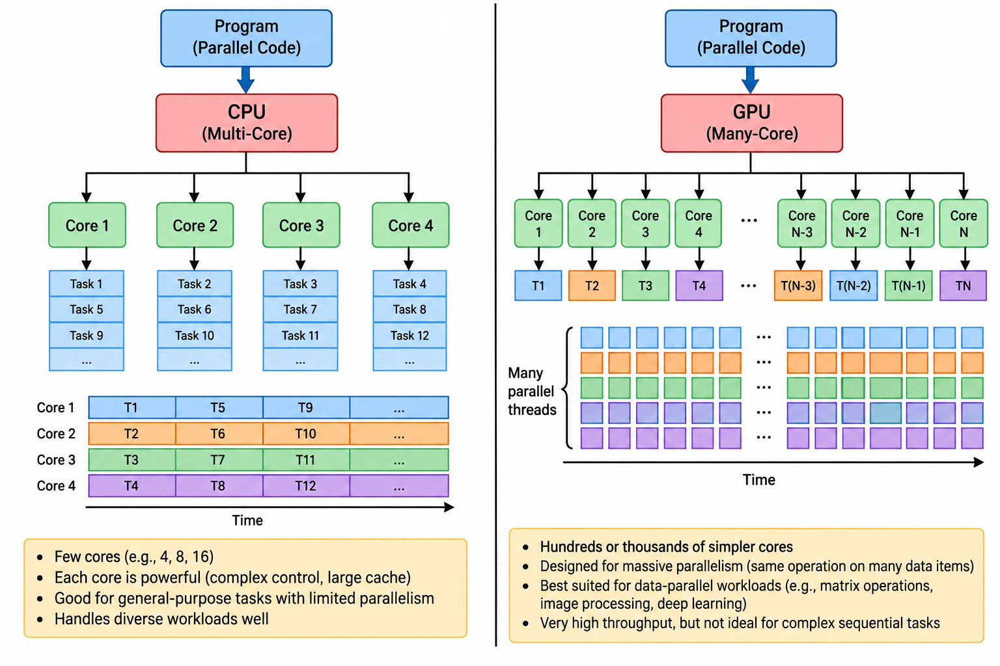 Program
(Parallel Code)
CPU
(Multi-Core)
Core 1
Core 2
Core 3
Core 4
Task 1
Task 2
Task 3
Task 4
Task 5
Task 6
Task 7
Task 8
Task 9
Task 10
Task 11
Task 12
...
...
...
...
Core 1 T1 T5 T9 ...
Core 2 T2 T6 T10 ...
Core 3 T3 T7 T11 ...
Core 4 T4 T8 T12 ...
Time
• Few cores (e.g., 4, 8, 16)
• Each core is powerful (complex control, large cache)
• Good for general-purpose tasks with limited parallelism
• Handles diverse workloads well
Program
(Parallel Code)
GPU
(Many-Core)
Core
1
Core
2
Core
3
Core
4
...
Core
N-3
Core
N-2
Core
N-1
Core
N
T1
T2
T3
T4
...
T(N-3)
T(N-2)
T(N-1)
TN
Many
parallel
threads
...
...
...
...
...
Time
• Hundreds or thousands of simpler cores
• Designed for massive parallelism (same operation on many data items)
• Best suited for data-parallel workloads (e.g., matrix operations,
image processing, deep learning)
• Very high throughput, but not ideal for complex sequential tasks